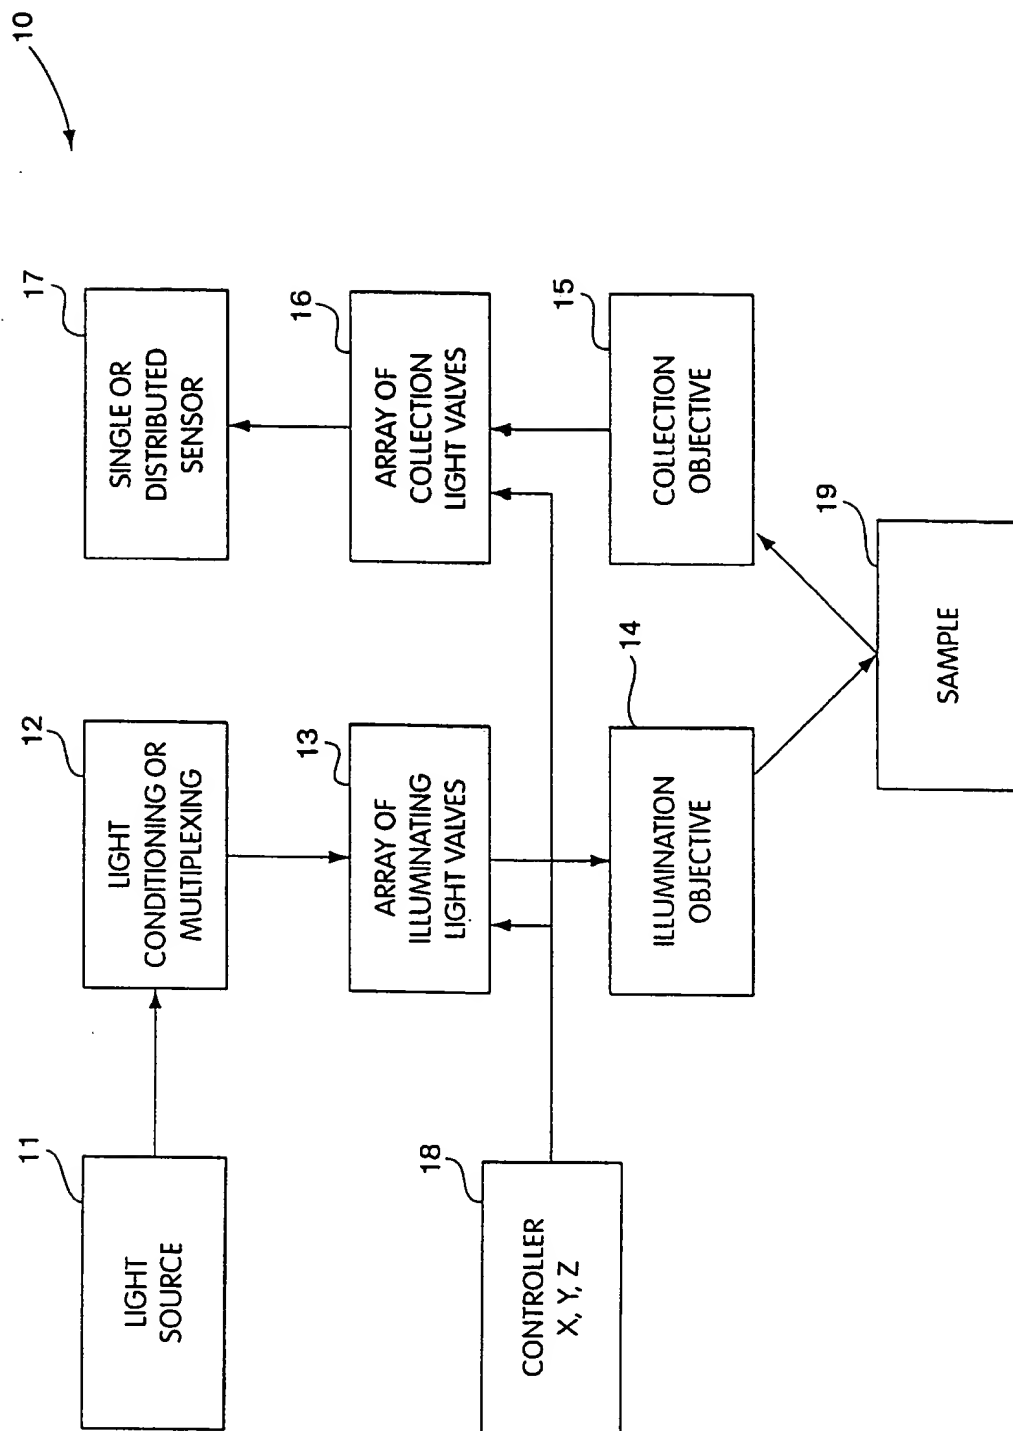 10
11
LIGHT
SOURCE
12
LIGHT
CONDITIONING OR
MULTIPLEXING
17
SINGLE OR
DISTRIBUTED
SENSOR
13
ARRAY OF
ILLUMINATING
LIGHT VALVES
16
ARRAY OF
COLLECTION
LIGHT VALVES
18
CONTROLLER
X, Y, Z
14
ILLUMINATION
OBJECTIVE
15
COLLECTION
OBJECTIVE
19
SAMPLE